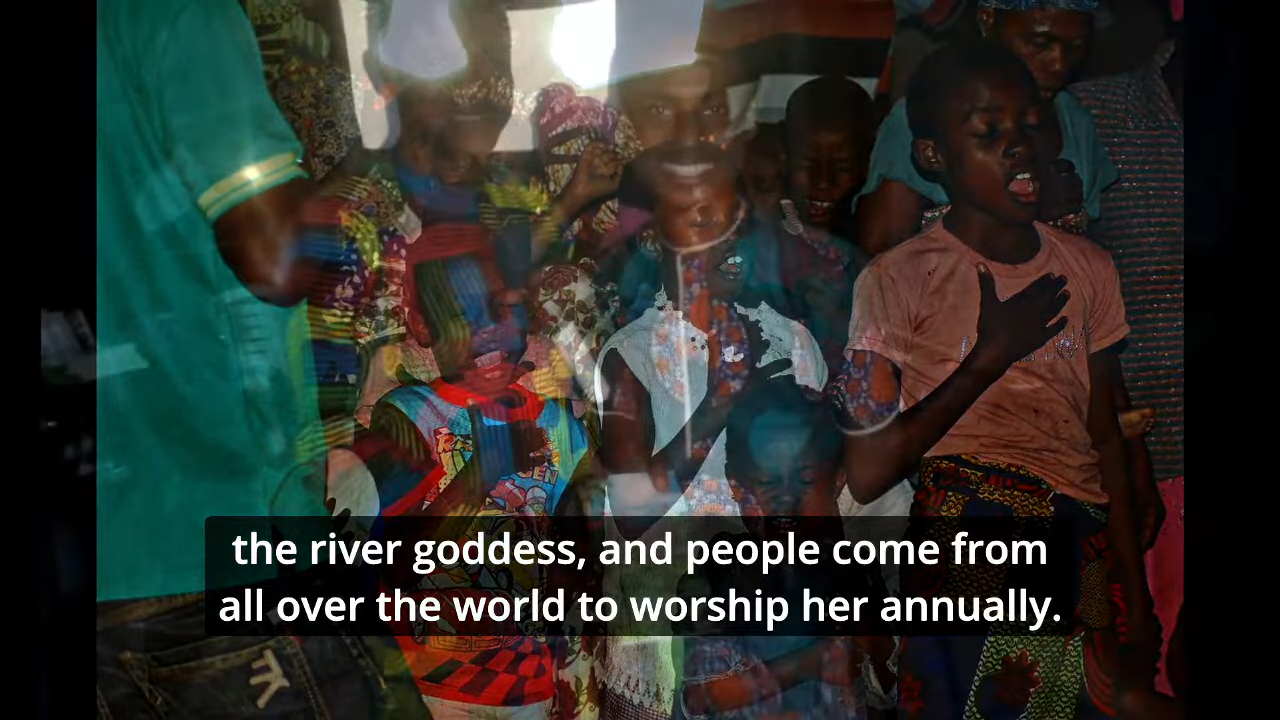 the river goddess, and people come from
all over the world to worship her annually.